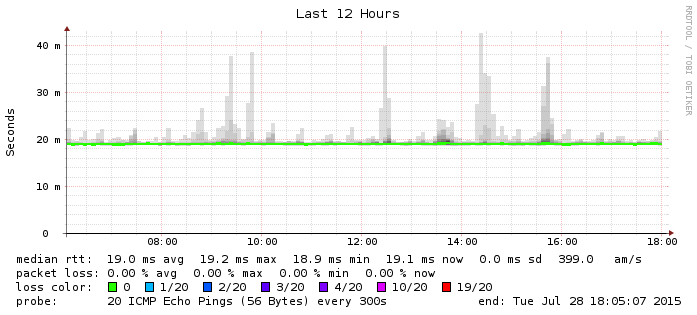 Last 12 Hours
RRDTOOL / TOBI OETIKER
Seconds
40 m
30 m
20 m
10 m
0
08:00 10:00 12:00 14:00 16:00 18:00
median rtt: 19.0 ms avg 19.2 ms max 18.9 ms min 19.1 ms now 0.0 ms sd 399.0 am/s
packet loss: 0.00 % avg 0.00 % max 0.00 % min 0.00 % now
loss color: 0 1/20 2/20 3/20 4/20 10/20 19/20
probe: 20 ICMP Echo Pings (56 Bytes) every 300s end: Tue Jul 28 18:05:07 2015